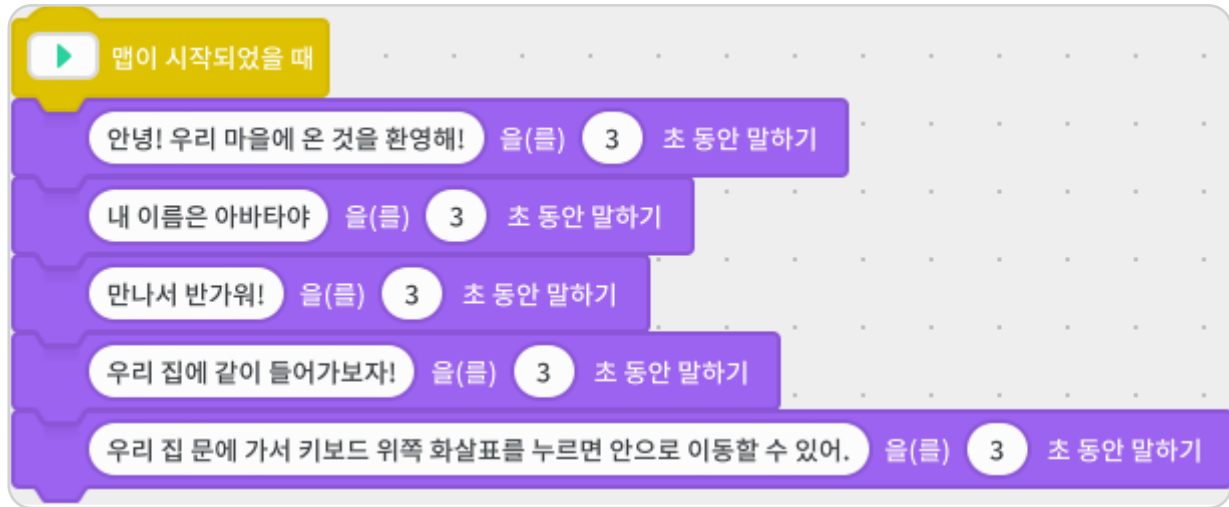 맵이 시작되었을 때
안녕! 우리 마을에 온 것을 환영해! 을(를) 3 초 동안 말하기
내 이름은 아바타야 을(를) 3 초 동안 말하기
만나서 반가워! 을(를) 3 초 동안 말하기
우리 집에 같이 들어가보자! 을(를) 3 초 동안 말하기
우리 집 문에 가서 키보드 위쪽 화살표를 누르면 안으로 이동할 수 있어. 을(를) 3 초 동안 말하기